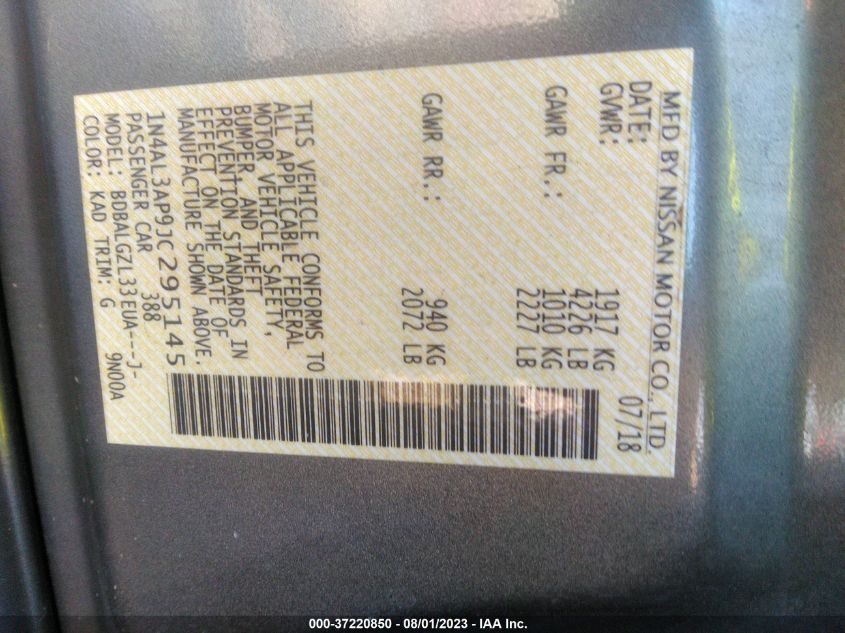 MFD BY NISSAN MOTOR CO., LTD.
DATE: 07/18
GVWR: 1917 KG
4226 LB
GAWR FR.: 1010 KG
2227 LB
GAWR RR.: 940 KG
2072 LB
THIS VEHICLE CONFORMS TO
ALL APPLICABLE FEDERAL
MOTOR VEHICLE SAFETY,
BUMPER, AND THEFT
PREVENTION STANDARDS IN
EFFECT ON THE DATE OF
MANUFACTURE SHOWN ABOVE.
1N4AL3AP9JC295145
PASSENGER CAR 388
MODEL: BDBALGZL33EUA---J-
COLOR: KAD TRIM: G 9N00A
000-37220850 - 08/01/2023 - IAA Inc.